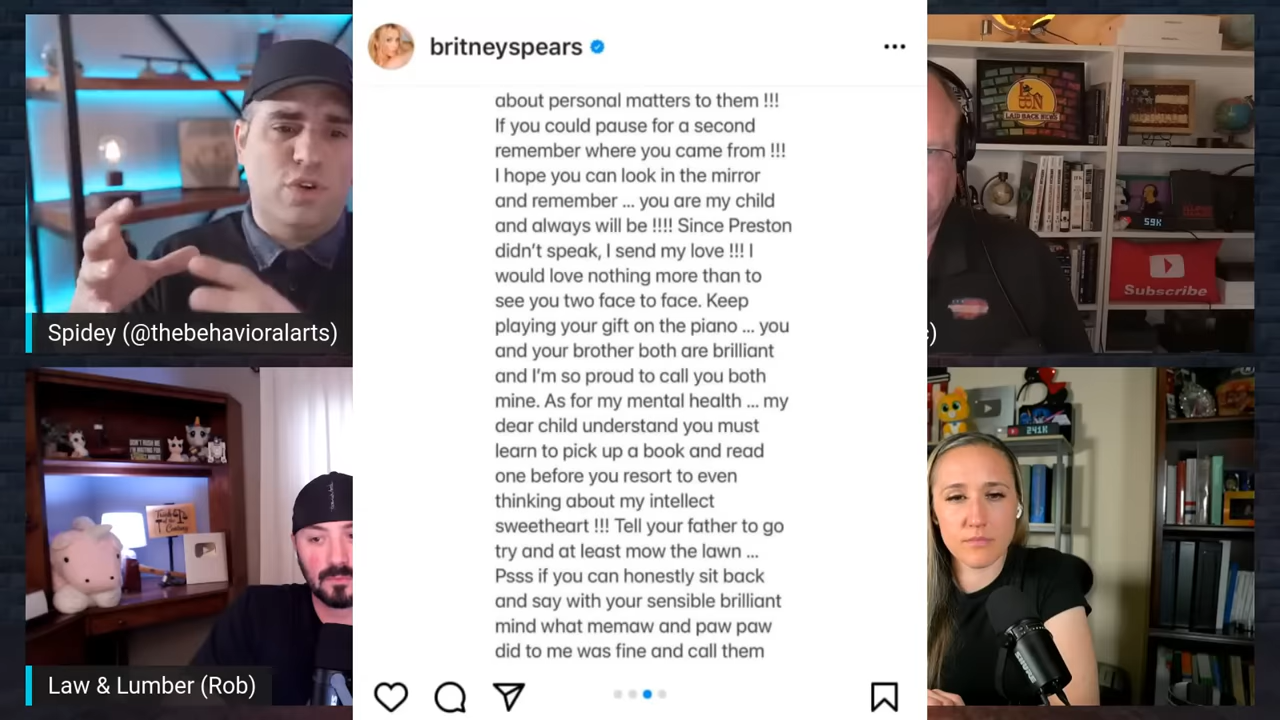 britneyspears
about personal matters to them !!!
If you could pause for a second
remember where you came from !!!
I hope you can look in the mirror
and remember ... you are my child
and always will be !!!! Since Preston
didn't speak, I send my love !!! I
would love nothing more than to
see you two face to face. Keep
playing your gift on the piano ... you
and your brother both are brilliant
and I'm so proud to call you both
mine. As for my mental health ... my
dear child understand you must
learn to pick up a book and read
one before you resort to even
thinking about my intellect
sweetheart !!! Tell your father to go
try and at least mow the lawn ...
Psss if you can honestly sit back
and say with your sensible brilliant
mind what memaw and paw paw
did to me was fine and call them
Spidey (@thebehavioralarts)
LAID BACK NEWS
59K
Subscribe
)
Law & Lumber (Rob)
241K